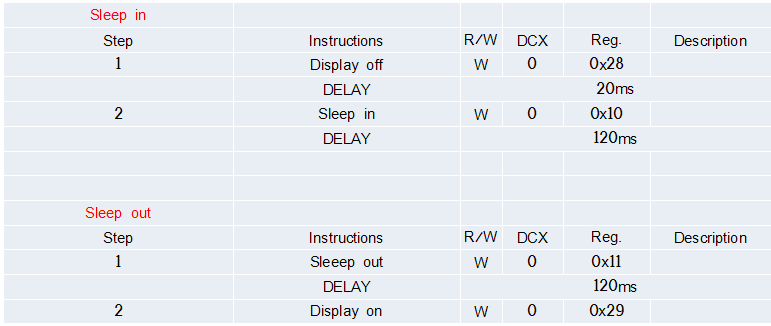 Sleep in
Step Instructions R/W DCX Reg. Description
1 Display off W 0 0x28
DELAY 20ms
2 Sleep in W 0 0x10
DELAY 120ms
Sleep out
Step Instructions R/W DCX Reg. Description
1 Sleeep out W 0 0x11
DELAY 120ms
2 Display on W 0 0x29